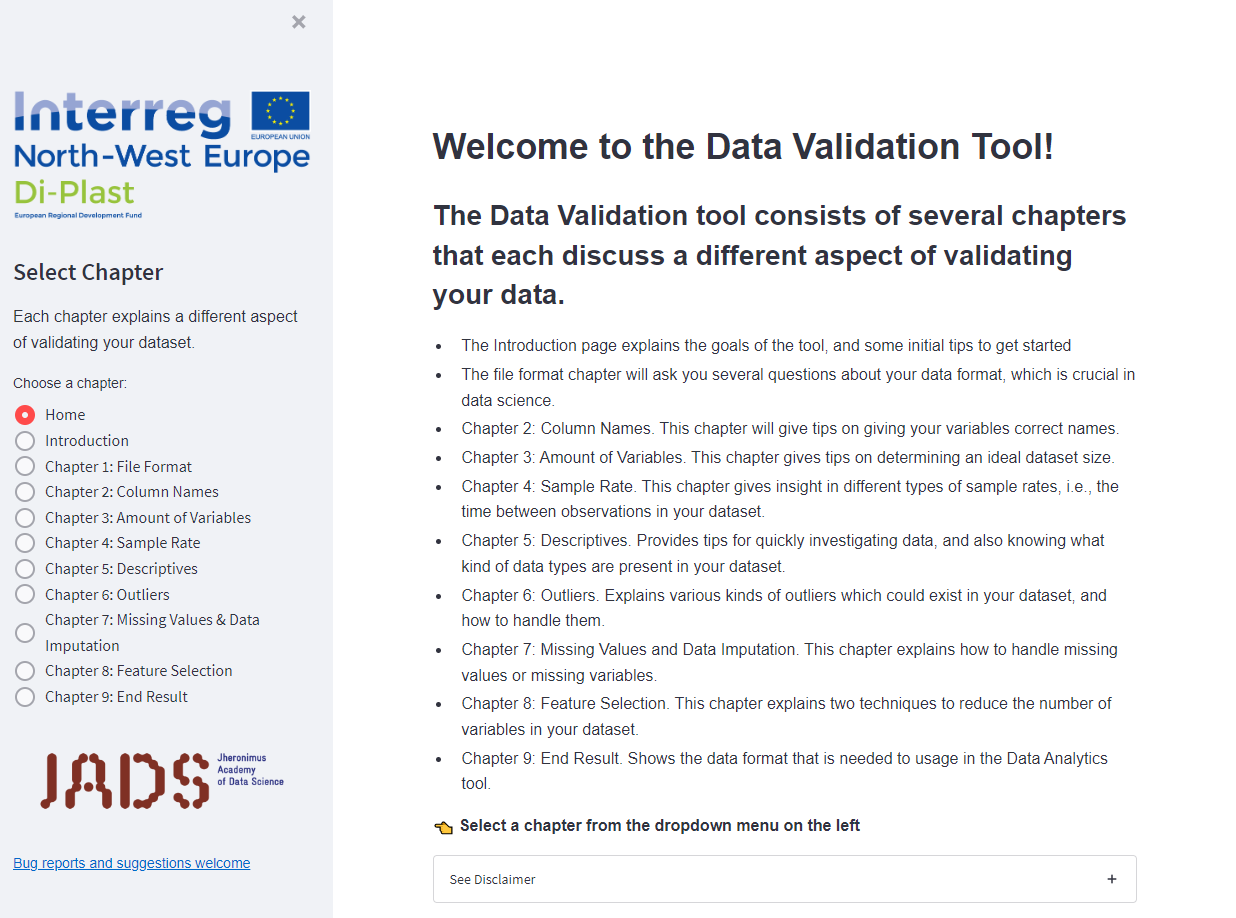 ×
Interreg
EUROPEAN UNION
North-West Europe
Di-Plast
European Regional Development Fund
Select Chapter
Each chapter explains a different aspect
of validating your dataset.
Choose a chapter:
Home
Introduction
Chapter 1: File Format
Chapter 2: Column Names
Chapter 3: Amount of Variables
Chapter 4: Sample Rate
Chapter 5: Descriptives
Chapter 6: Outliers
Chapter 7: Missing Values & Data
Imputation
Chapter 8: Feature Selection
Chapter 9: End Result
JADS
Jheronimus
Academy
of Data Science
Bug reports and suggestions welcome
Welcome to the Data Validation Tool!
The Data Validation tool consists of several chapters
that each discuss a different aspect of validating
your data.
• The Introduction page explains the goals of the tool, and some initial tips to get started
• The file format chapter will ask you several questions about your data format, which is crucial in
data science.
• Chapter 2: Column Names. This chapter will give tips on giving your variables correct names.
• Chapter 3: Amount of Variables. This chapter gives tips on determining an ideal dataset size.
• Chapter 4: Sample Rate. This chapter gives insight in different types of sample rates, i.e., the
time between observations in your dataset.
• Chapter 5: Descriptives. Provides tips for quickly investigating data, and also knowing what
kind of data types are present in your dataset.
• Chapter 6: Outliers. Explains various kinds of outliers which could exist in your dataset, and
how to handle them.
• Chapter 7: Missing Values and Data Imputation. This chapter explains how to handle missing
values or missing variables.
• Chapter 8: Feature Selection. This chapter explains two techniques to reduce the number of
variables in your dataset.
• Chapter 9: End Result. Shows the data format that is needed to usage in the Data Analytics
tool.
👈 Select a chapter from the dropdown menu on the left
See Disclaimer +